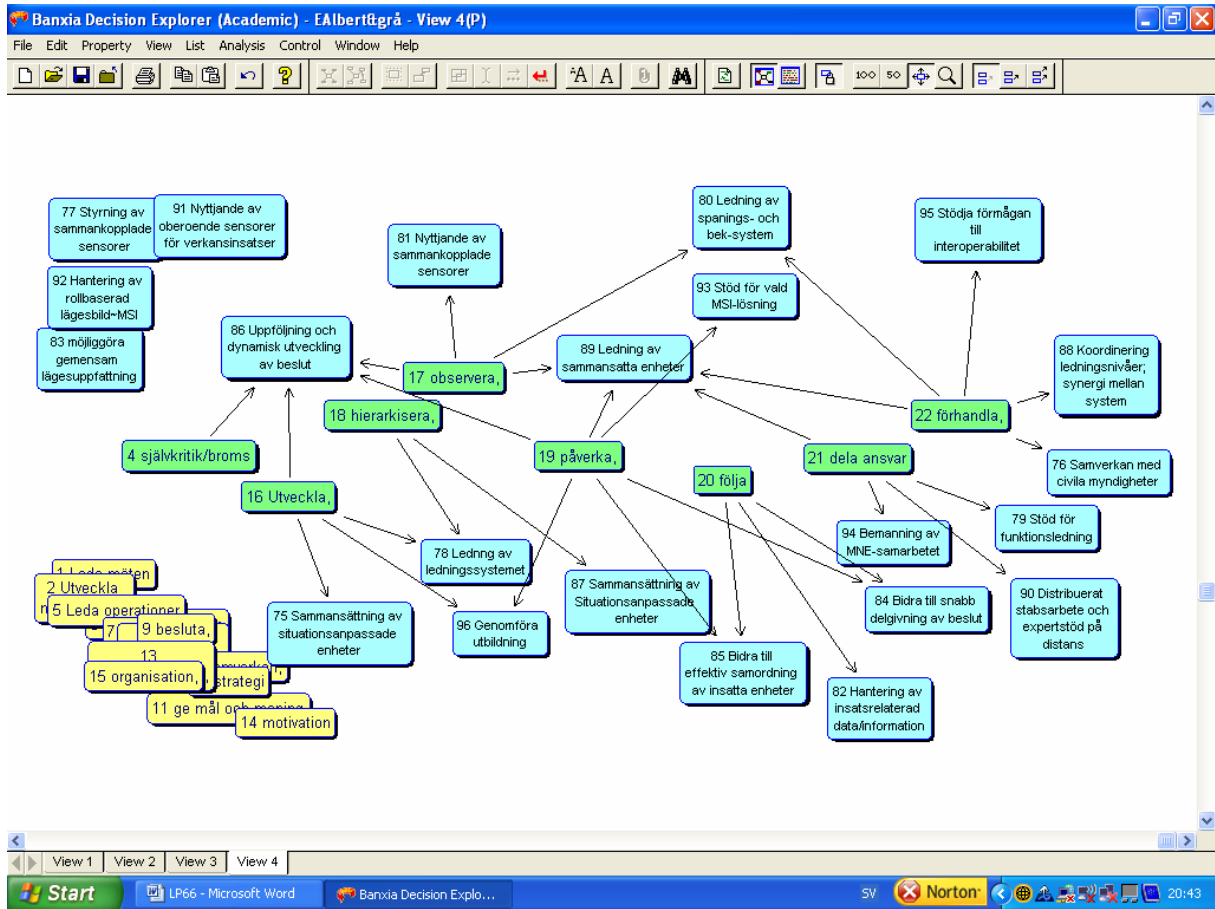 Banxia Decision Explorer (Academic) - EAlbert&grå - View 4(P)
File Edit Property View List Analysis Control Window Help
100 50
77 Styrning av
sammankopplade
sensorer
91 Nyttjande av
oberoende sensorer
för verkansinsatser
92 Hantering av
rollbaserad
lägesbild~MSI
83 möjliggöra
gemensam
lägesuppfattning
81 Nyttjande av
sammankopplade
sensorer
80 Ledning av
spanings- och
bek-system
95 Stödja förmågan
till
interoperabilitet
93 Stöd för vald
MSI-lösning
86 Uppföljning och
dynamisk utveckling
av beslut
89 Ledning av
sammansatta enheter
88 Koordinering
ledningsnivåer;
synergi mellan
system
17 observera,
18 hierarkisera,
22 förhandla,
4 självkritik/broms
19 påverka,
21 dela ansvar
76 Samverkan med
civila myndigheter
16 Utveckla,
20 följa
79 Stöd för
funktionsledning
94 Bemanning av
MNE-samarbetet
78 Lednng av
ledningssystemet
87 Sammansättning av
Situationsanpassade
enheter
84 Bidra till snabb
delgivning av beslut
90 Distribuerat
stabsarbete och
expertstöd på
distans
75 Sammansättning av
situationsanpassade
enheter
96 Genomföra
utbildning
85 Bidra till
effektiv samordning
av insatta enheter
82 Hantering av
insatsrelaterad
data/information
1 Leda möten
2 Utveckla
5 Leda operationer
7
9 besluta,
13
15 organisation,
strategi
11 ge mål och mening
14 motivation
View 1 View 2 View 3 View 4
Start LP66 - Microsoft Word Banxia Decision Explo... SV Norton 20:43